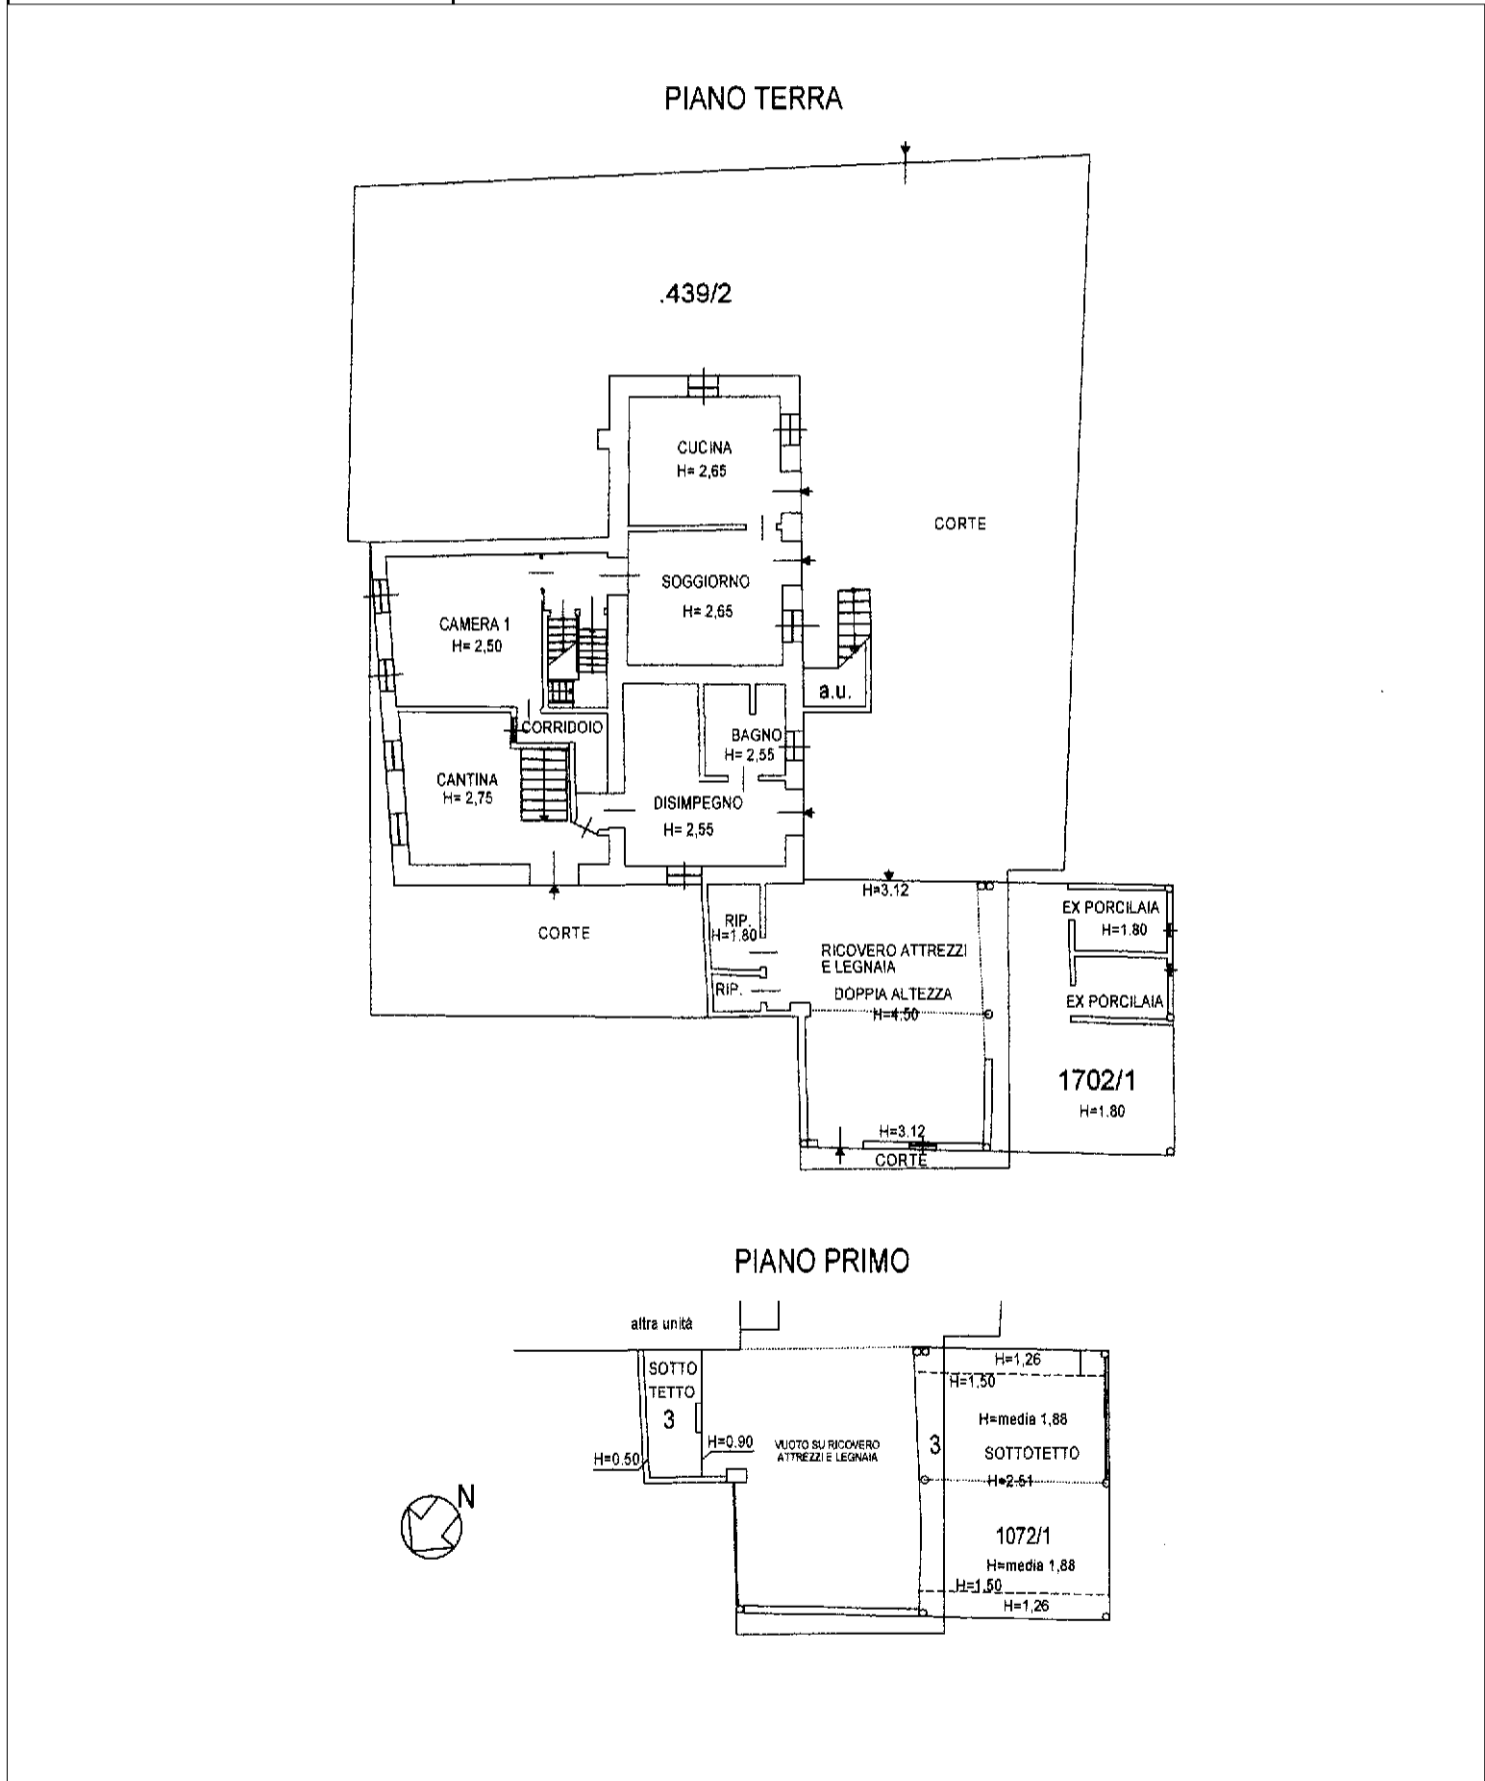 PIANO TERRA
.439/2
CUCINA
H= 2,65
CORTE
SOGGIORNO
H= 2,65
CAMERA 1
H= 2,50
a.u.
CORRIDOIO
BAGNO
H= 2,55
CANTINA
H= 2,75
DISIMPEGNO
H= 2,55
H=3.12
CORTE
RIP.
H=1.80
RICOVERO ATTREZZI
E LEGNAIA
EX PORCILAIA
H=1.80
RIP.
DOPPIA ALTEZZA
H=4.50
EX PORCILAIA
1702/1
H=1.80
H=3.12
CORTE
PIANO PRIMO
altra unità
SOTTO
TETTO
3
H=0.50
H=0.90
VUOTO SU RICOVERO
ATTREZZI E LEGNAIA
3
H=1,26
H=1.50
H=media 1,88
SOTTOTETTO
H=2.51
1072/1
H=media 1,88
H=1.50
H=1,26
N